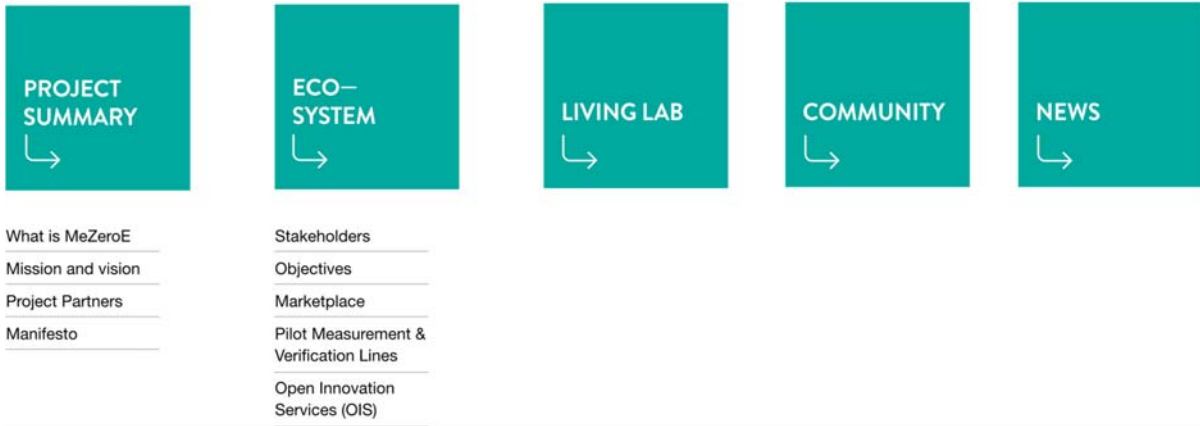 PROJECT
SUMMARY
ECO—
SYSTEM
LIVING LAB
COMMUNITY
NEWS
What is MeZeroE
Mission and vision
Project Partners
Manifesto
Stakeholders
Objectives
Marketplace
Pilot Measurement &
Verification Lines
Open Innovation
Services (OIS)